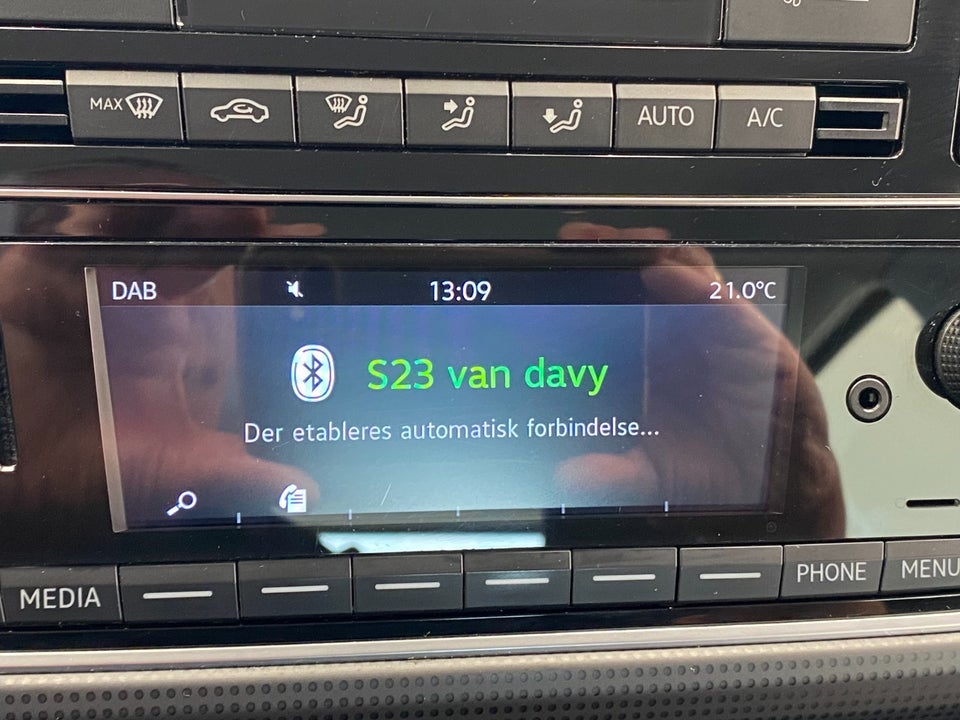 MAX
AUTO
A/C
DAB 13:09 21.0°C
S23 van davy
Der etableres automatisk forbindelse...
MEDIA PHONE MENU